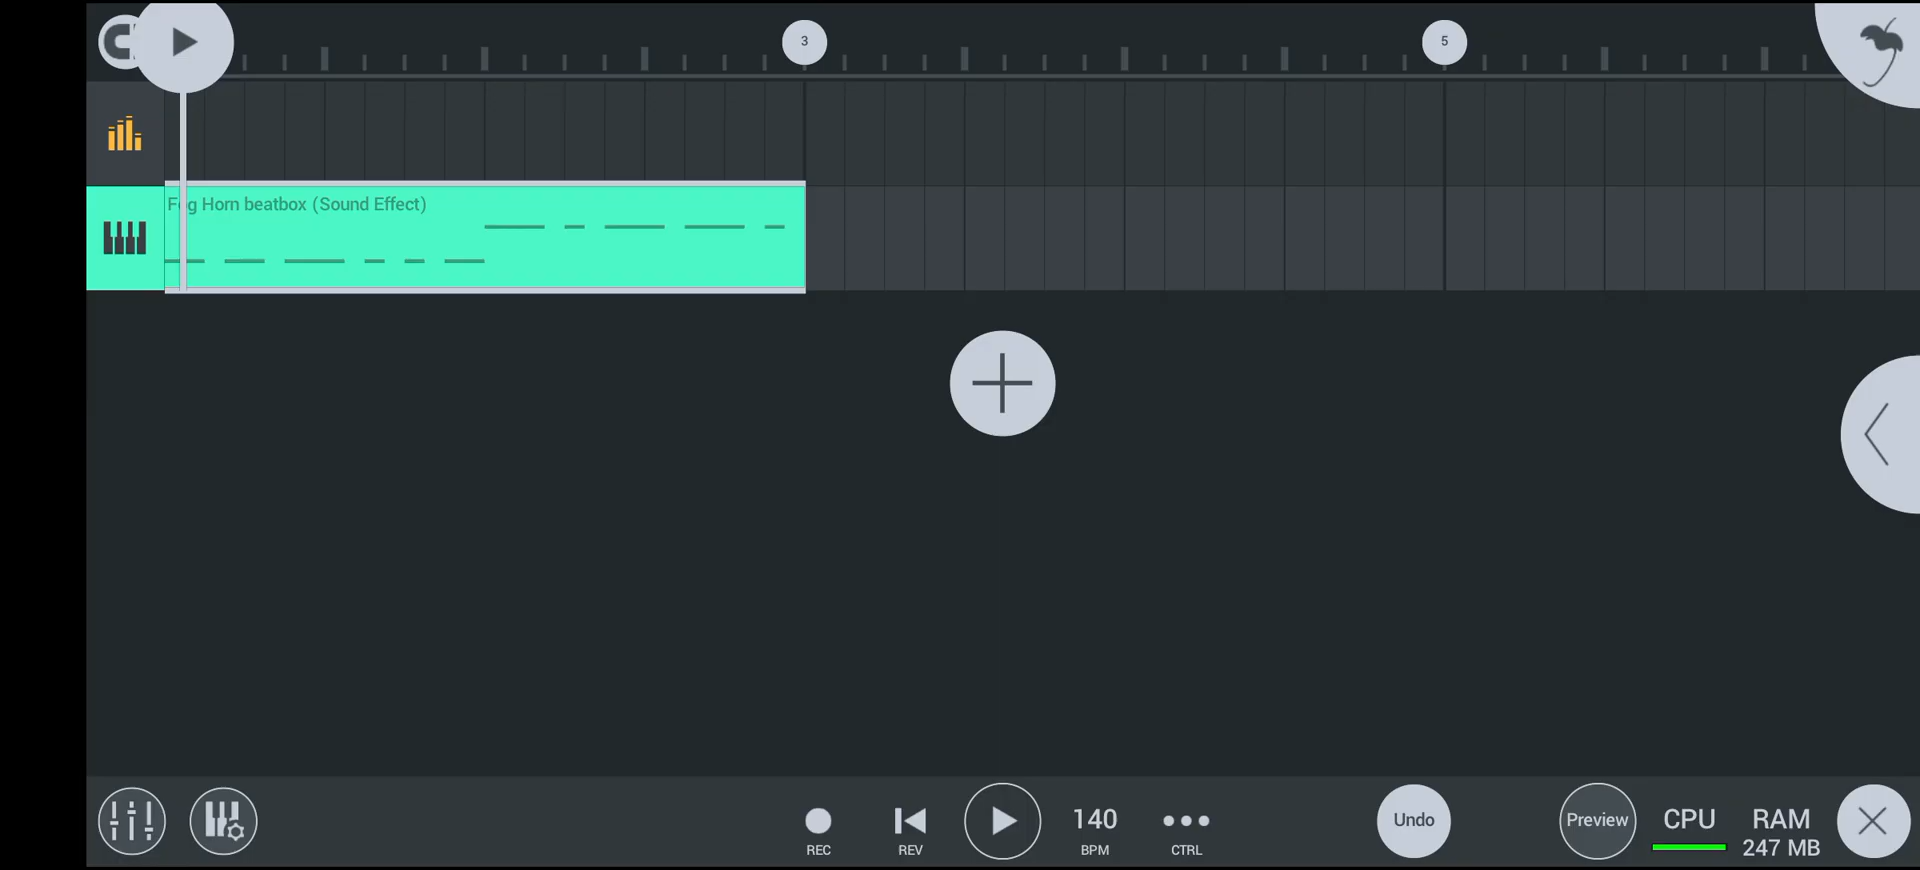 3
5
Fog Horn beatbox (Sound Effect)
REC
REV
140
BPM
CTRL
Undo
Preview
CPU
RAM
247 MB